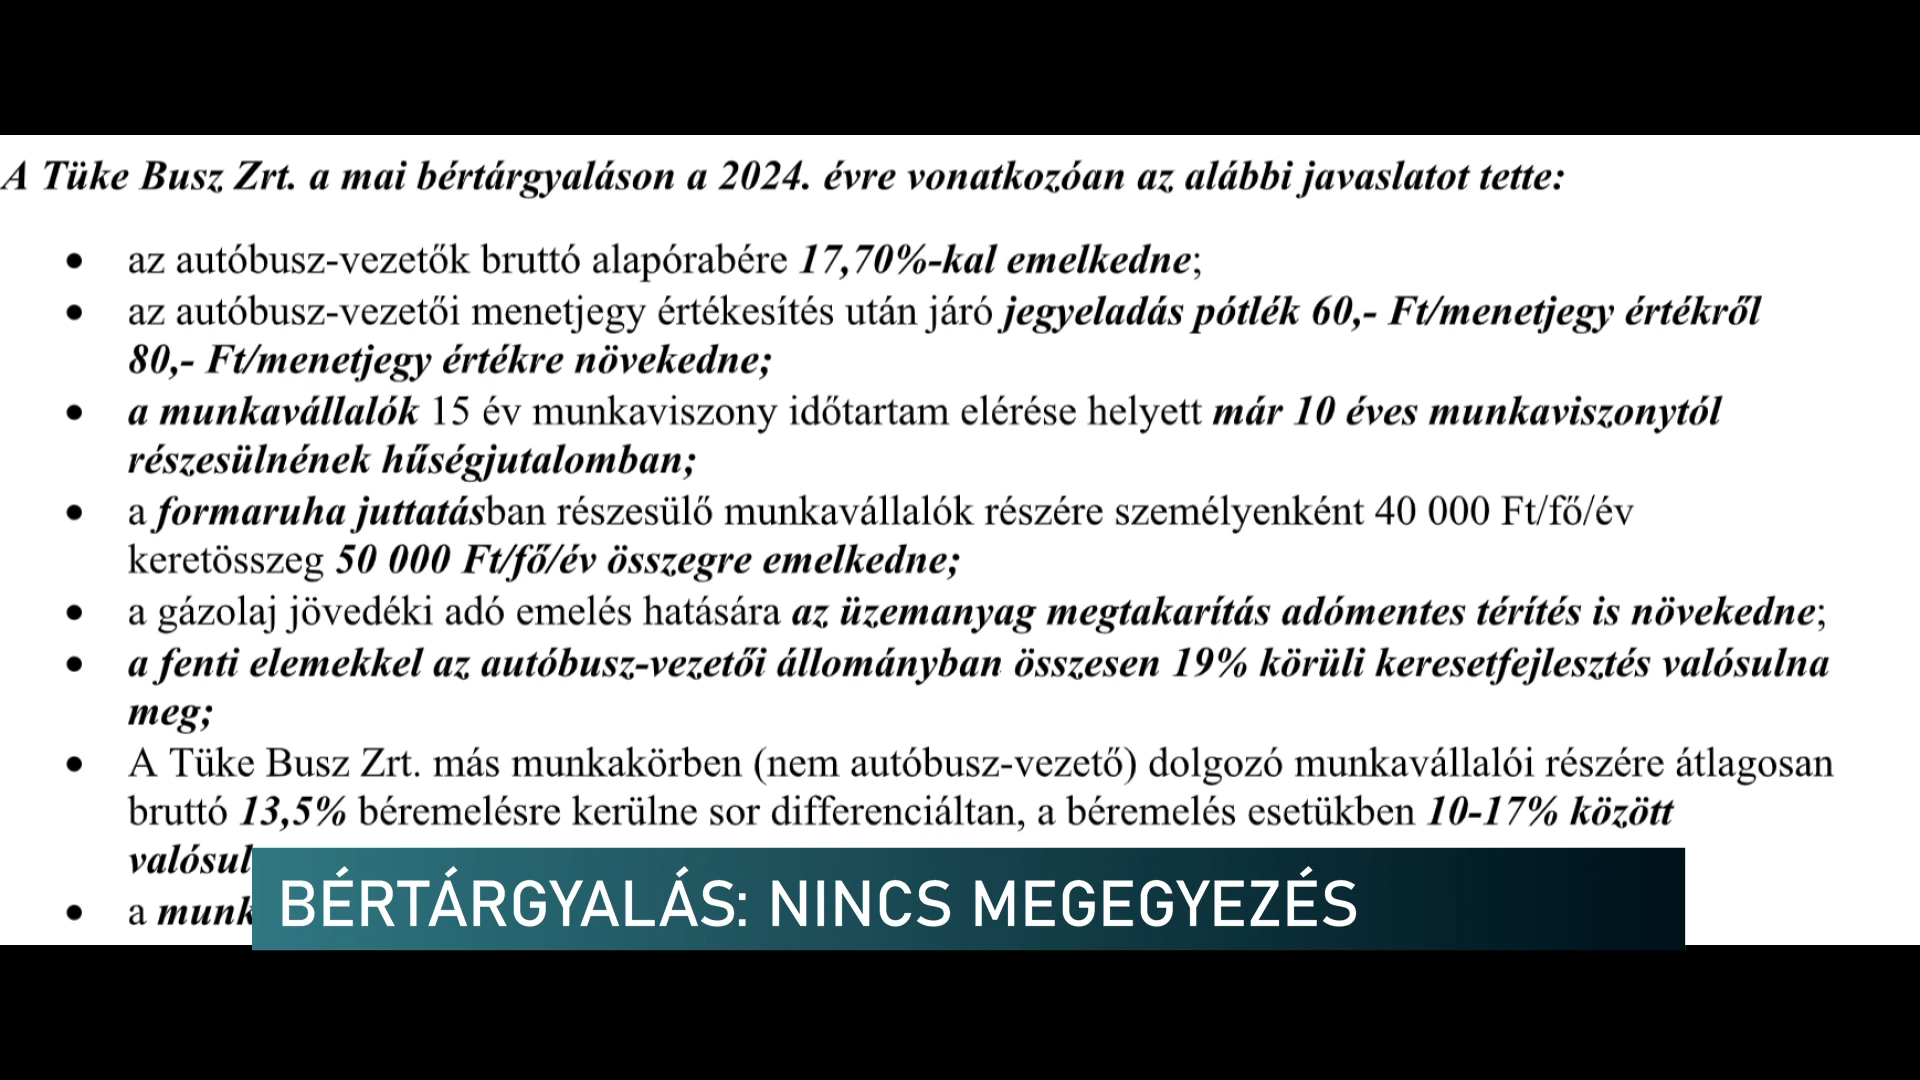 A Tüke Busz Zrt. a mai bértárgyaláson a 2024. évre vonatkozóan az alábbi javaslatot tette:
• az autóbusz-vezetők bruttó alapórabére 17,70%-kal emelkedne;
• az autóbusz-vezetői menetjegy értékesítés után járó jegyeladás pótlék 60,- Ft/menetjegy értékről
80,- Ft/menetjegy értékre növekedne;
• a munkavállalók 15 év munkaviszony időtartam elérése helyett már 10 éves munkaviszonytól
részesülnének hűségjutalomban;
• a formaruha juttatásban részesülő munkavállalók részére személyenként 40 000 Ft/fő/év
keretösszeg 50 000 Ft/fő/év összegre emelkedne;
• a gázolaj jövedéki adó emelés hatására az üzemanyag megtakarítás adómentes térítés is növekedne;
• a fenti elemekkel az autóbusz-vezetői állományban összesen 19% körüli keresetfejlesztés valósulna
meg;
• A Tüke Busz Zrt. más munkakörben (nem autóbusz-vezető) dolgozó munkavállalói részére átlagosan
bruttó 13,5% béremelésre kerülne sor differenciáltan, a béremelés esetükben 10-17% között
• a
BÉRTÁRGYALÁS: NINCS MEGEGYEZÉS